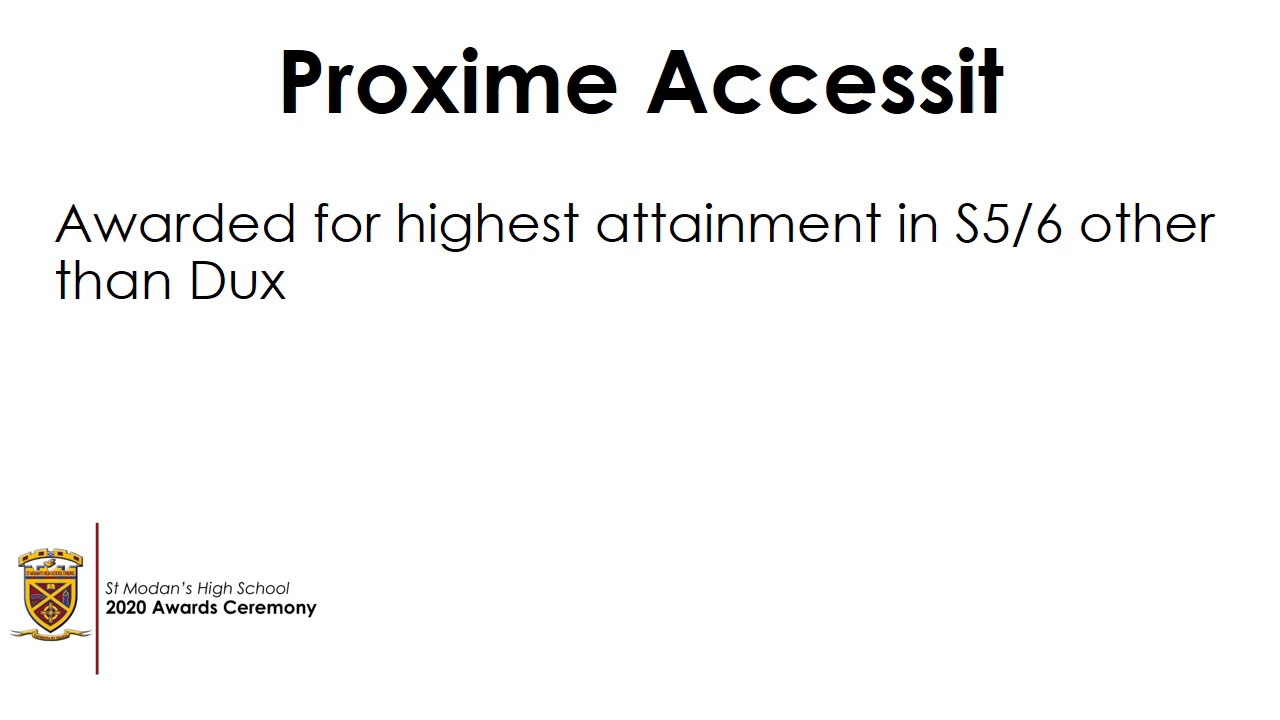 Proxime Accessit
Awarded for highest attainment in S5/6 other
than Dux
St Modan's High School
2020 Awards Ceremony